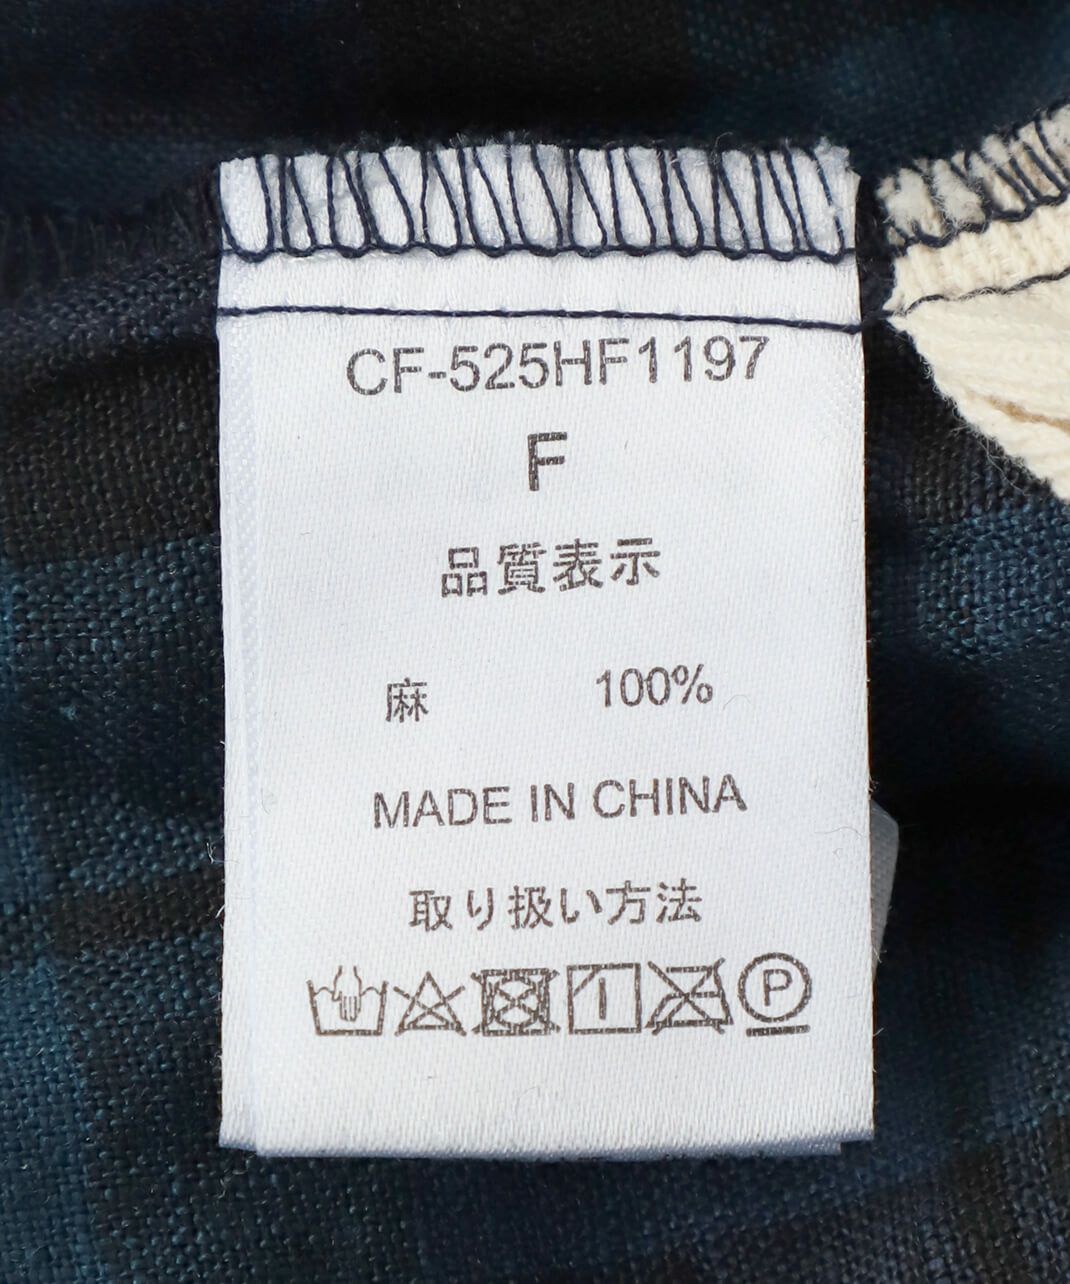 CF-525HF1197
F
品質表示
麻 100%
MADE IN CHINA
取り扱い方法
P